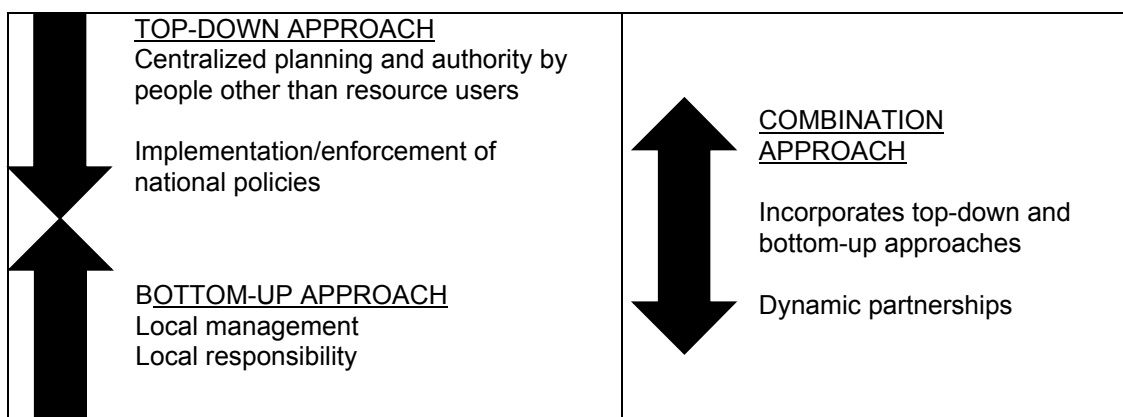 TOP-DOWN APPROACH
Centralized planning and authority by
people other than resource users
Implementation/enforcement of
national policies
BOTTOM-UP APPROACH
Local management
Local responsibility
COMBINATION
APPROACH
Incorporates top-down and
bottom-up approaches
Dynamic partnerships